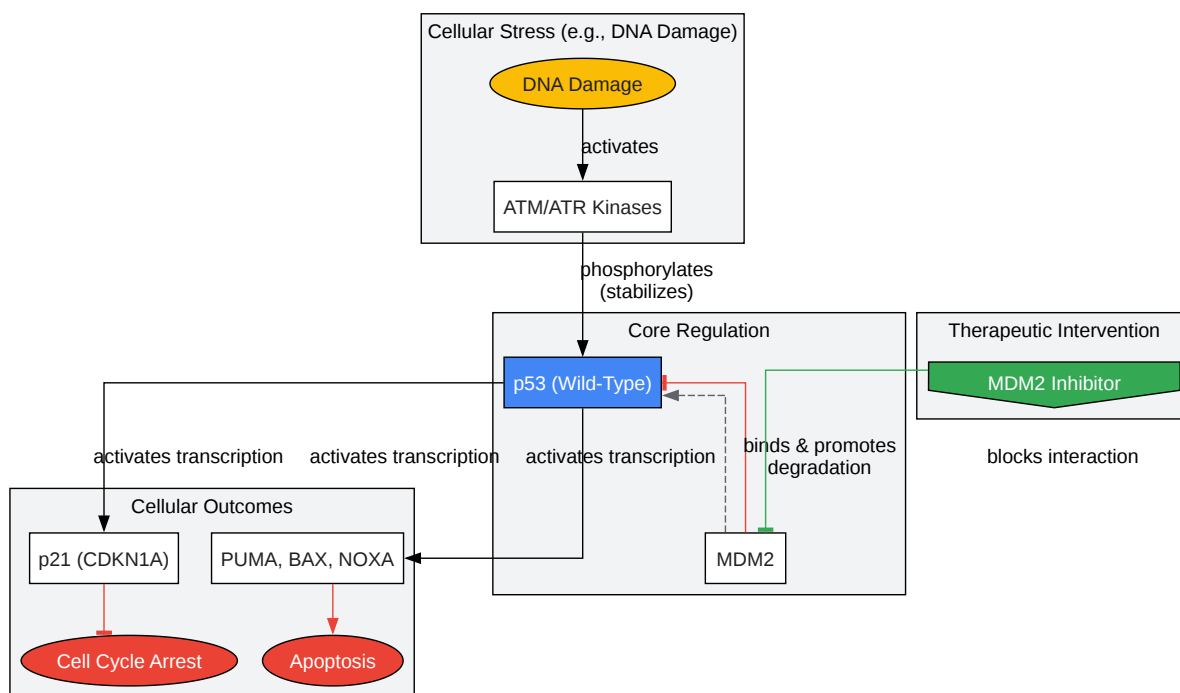 Cellular Stress (e.g., DNA Damage)
DNA Damage
activates
ATM/ATR Kinases
phosphorylates
(stabilizes)
Core Regulation
Therapeutic Intervention
p53 (Wild-Type)
MDM2 Inhibitor
activates transcription
activates transcription
activates transcription
binds & promotes
degradation
blocks interaction
Cellular Outcomes
p21 (CDKN1A)
PUMA, BAX, NOXA
MDM2
Cell Cycle Arrest
Apoptosis